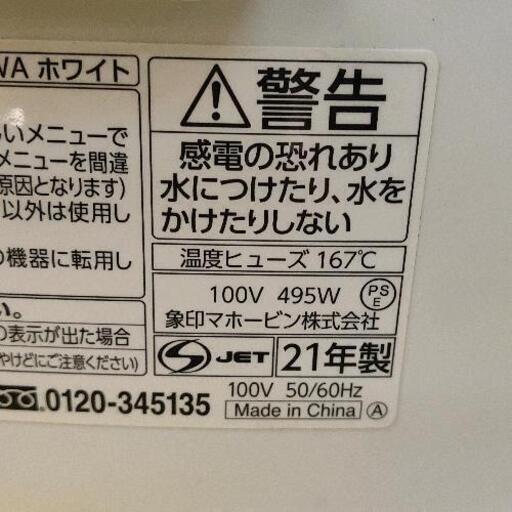 WA ホワイト
いメニューで
メニューを間違
原因となります)
以外は使用し
の機器に転用し
い。
の表示が出た場合
やけどにご注意ください)
0120-345135
警告
感電の恐れあり
水につけたり、水を
かけたりしない
温度ヒューズ 167℃
100V 495W PSE
象印マホービン株式会社
S JET 21年製
100V 50/60Hz
Made in China A